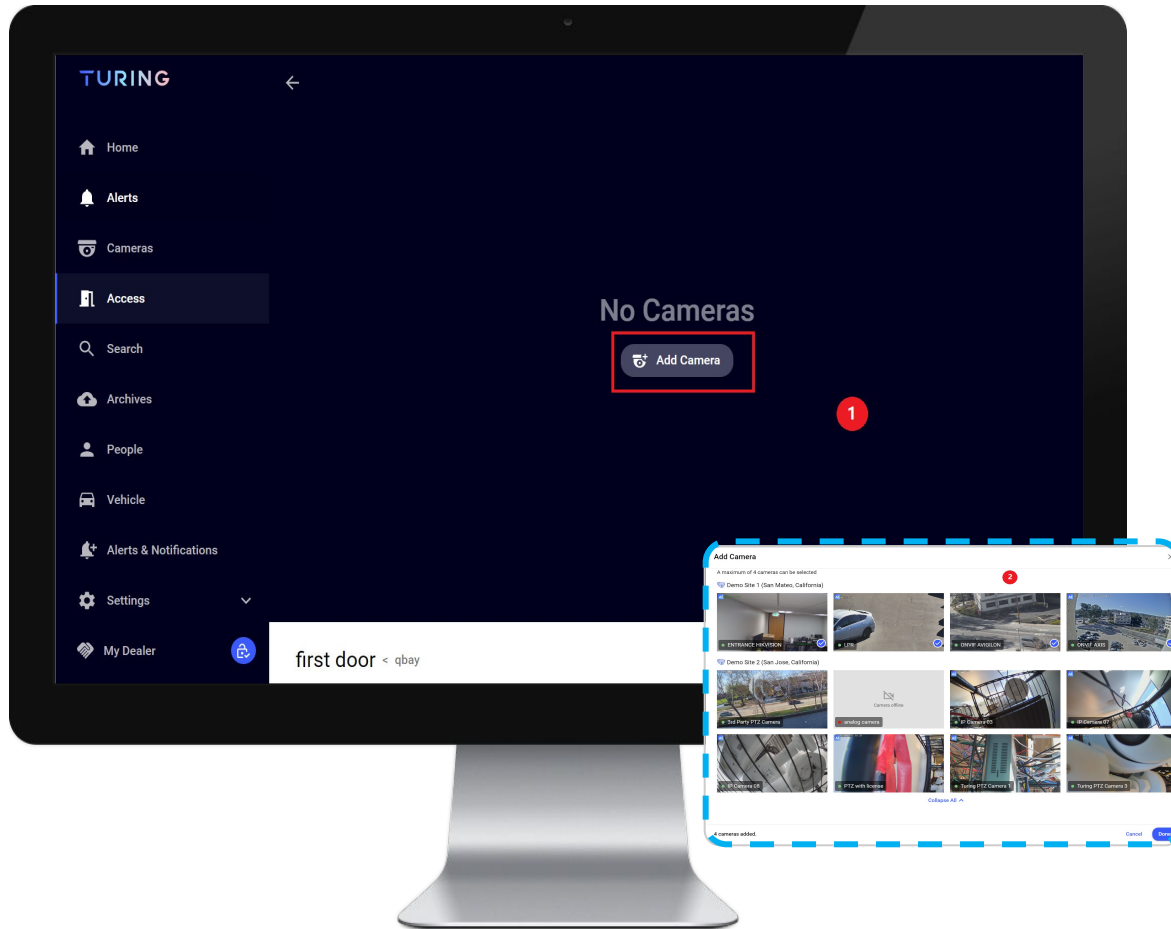 TURING
Home
Alerts
Cameras
Access
Search
Archives
People
Vehicle
Alerts & Notifications
Settings
My Dealer
No Cameras
Add Camera
1
first door < qbay
Add Camera
A maximum of 4 cameras can be selected
2
Demo Site 1 (San Mateo, California)
ENTRANCE HIKVISION
LPR
ONVIF AVIGILON
ONVIF AXIS
Demo Site 2 (San Jose, California)
3rd Party PTZ Camera
Camera offline
analog camera
IP Camera 05
IP Camera 07
IP Camera 08
PTZ with license
Turing PTZ Camera 1
Turing PTZ Camera 3
Collapse All
4 cameras added.
Cancel
Done